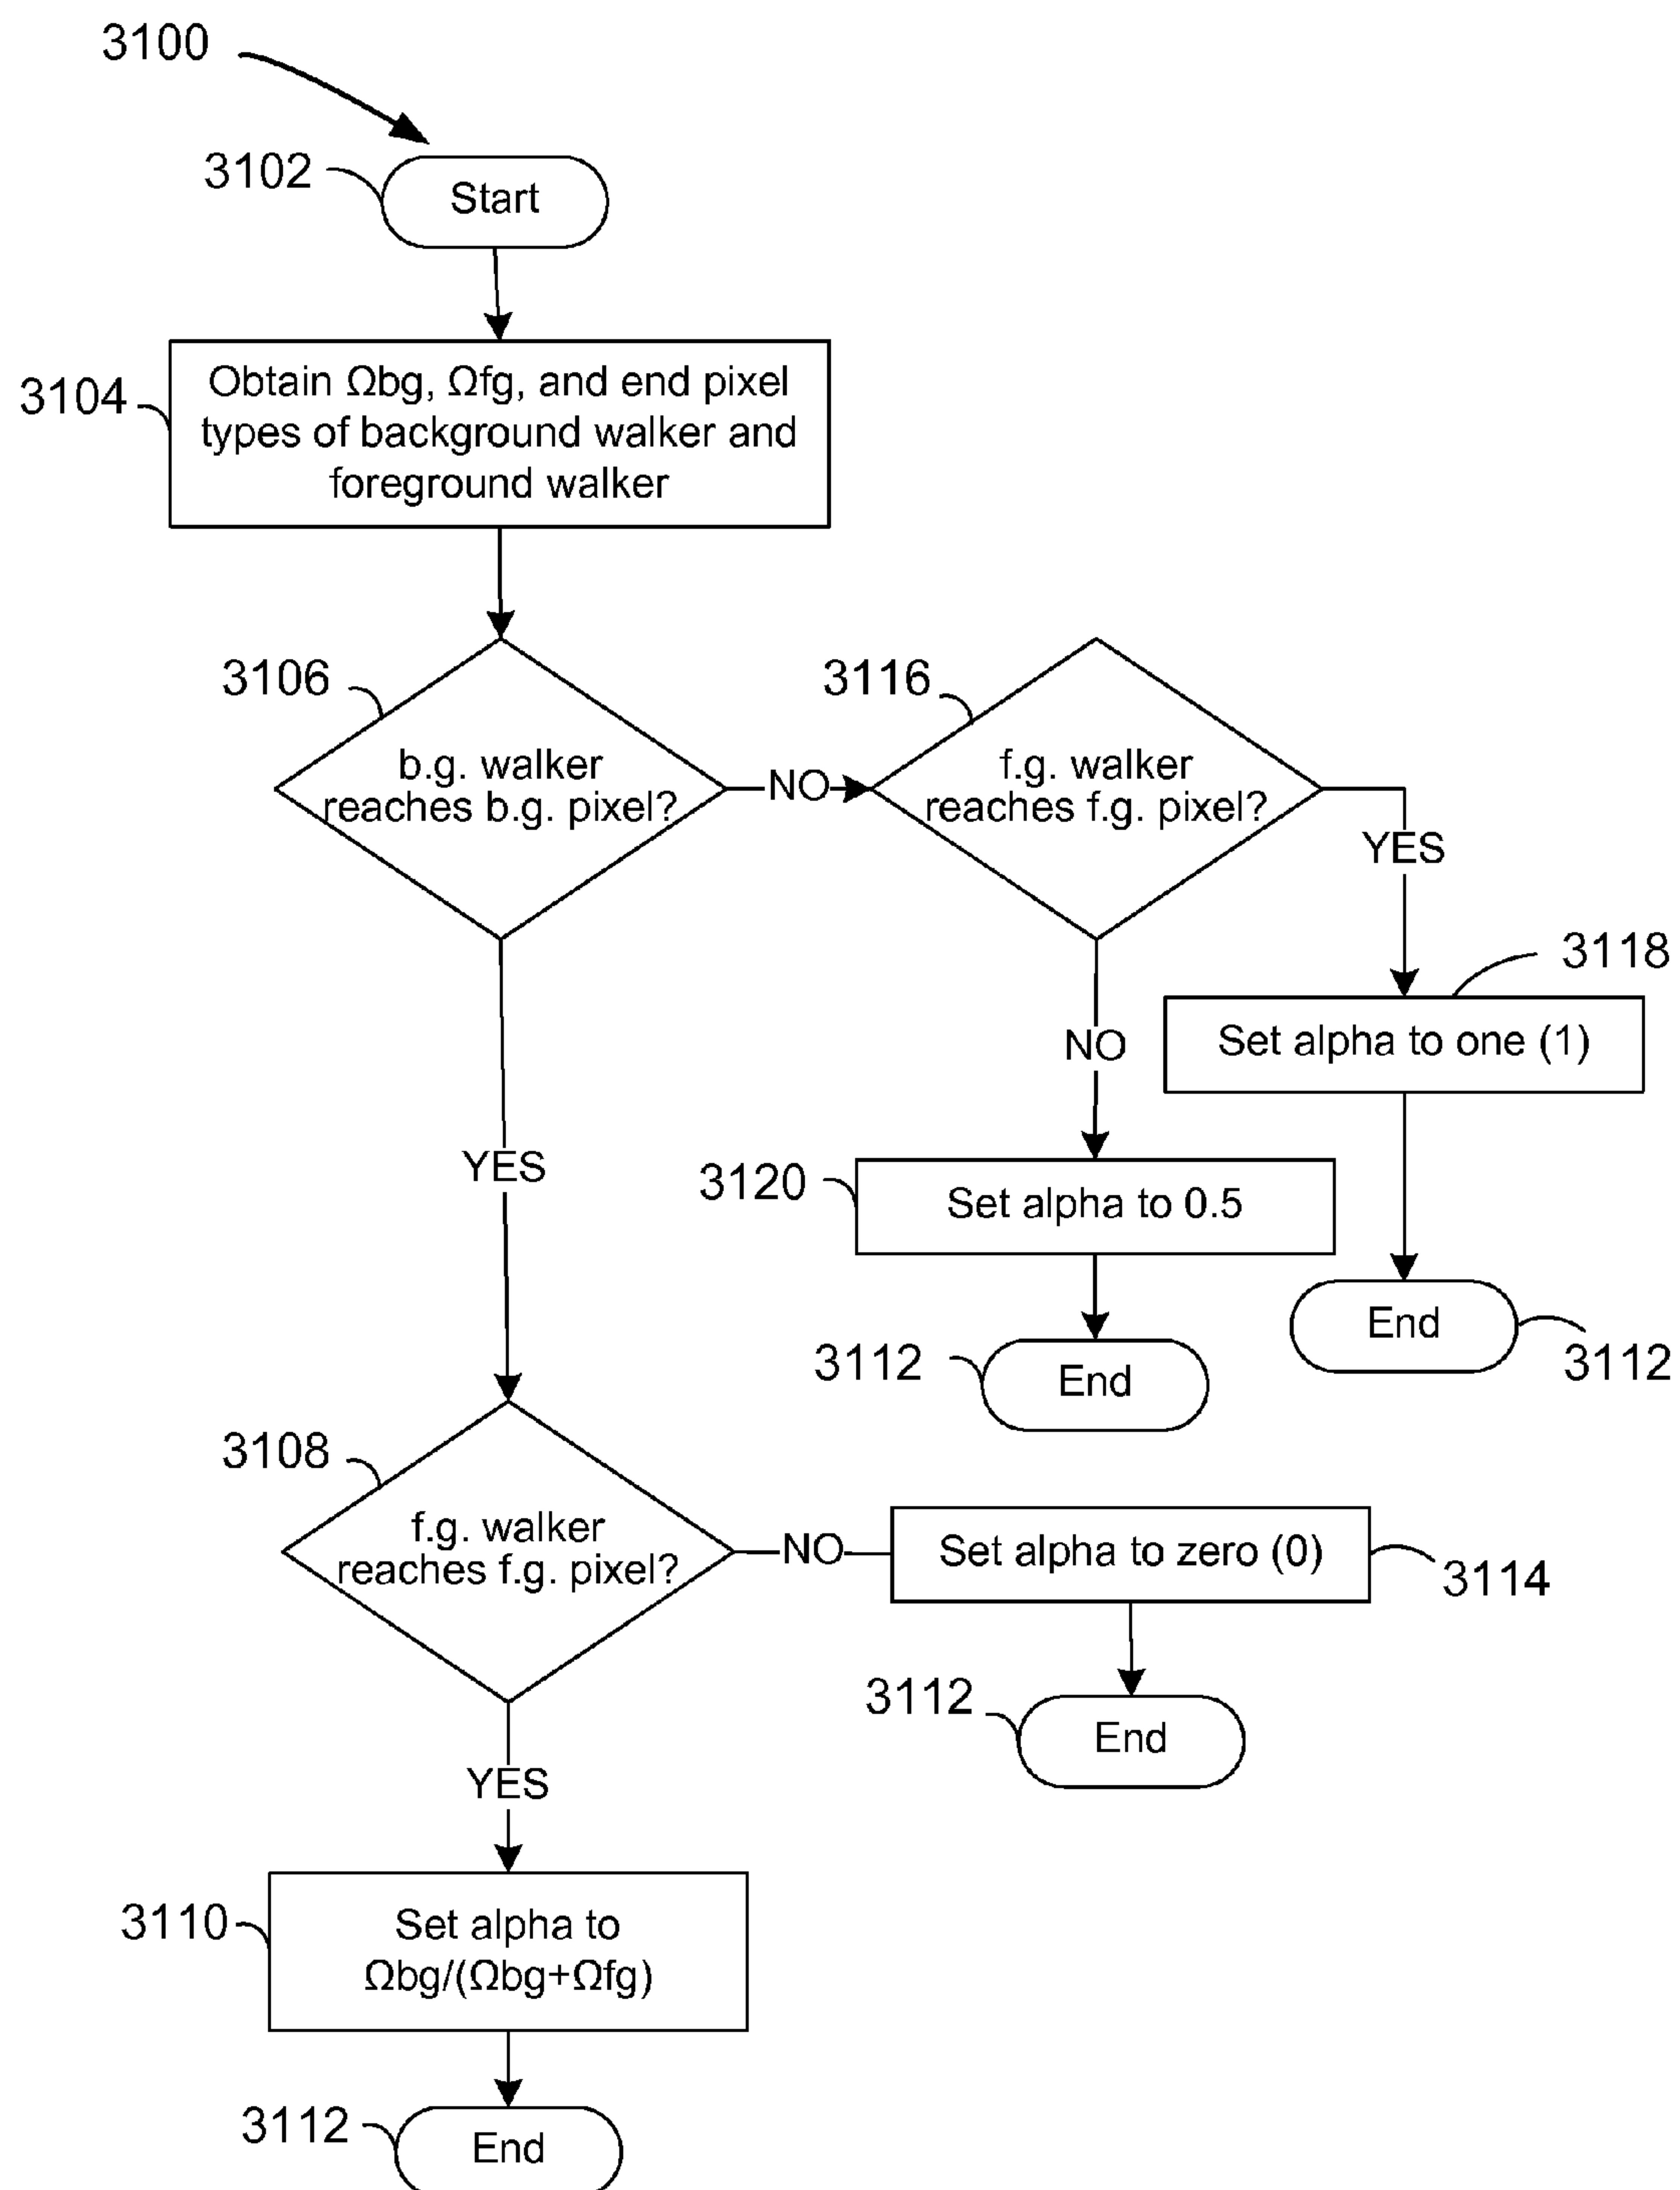 3100
3102
Start
3104
Obtain Ωbg, Ωfg, and end pixel
types of background walker and
foreground walker
3106
b.g. walker
reaches b.g. pixel?
NO
3116
f.g. walker
reaches f.g. pixel?
YES
3118
Set alpha to one (1)
End
3112
NO
3120
Set alpha to 0.5
3112
End
YES
3108
f.g. walker
reaches f.g. pixel?
NO
Set alpha to zero (0)
3114
3112
End
YES
3110
Set alpha to
Ωbg/(Ωbg+Ωfg)
3112
End